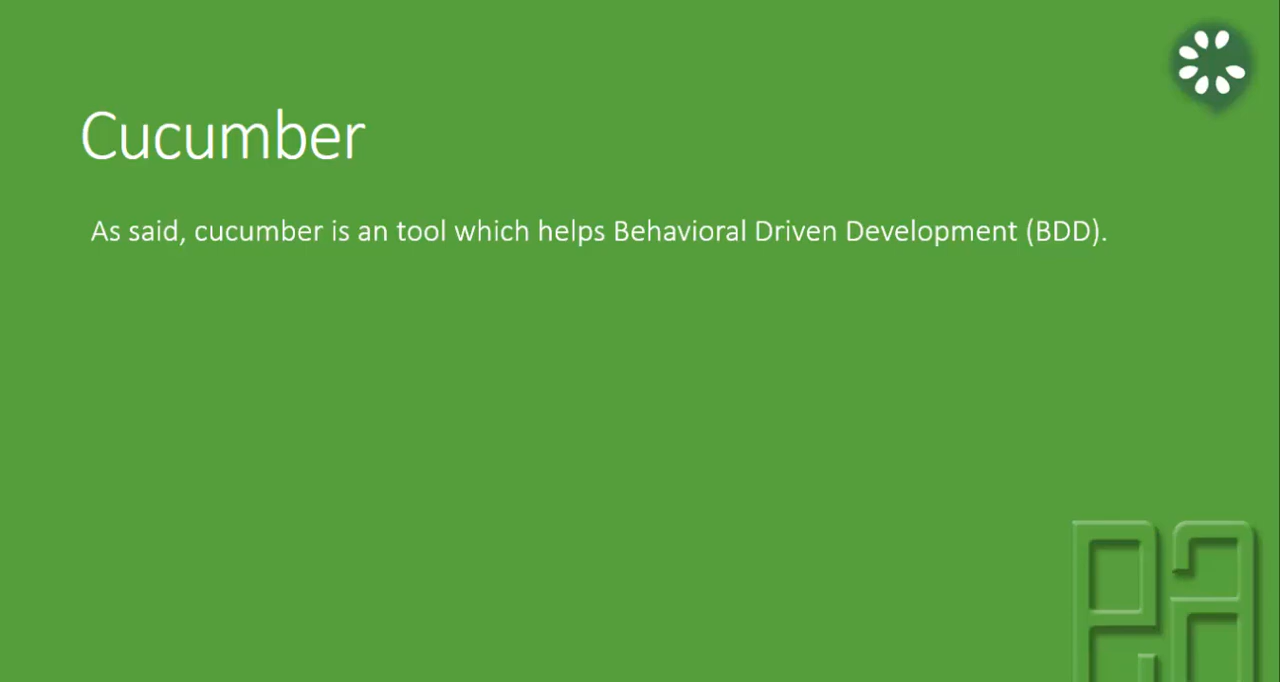 Cucumber
As said, cucumber is an tool which helps Behavioral Driven Development (BDD).